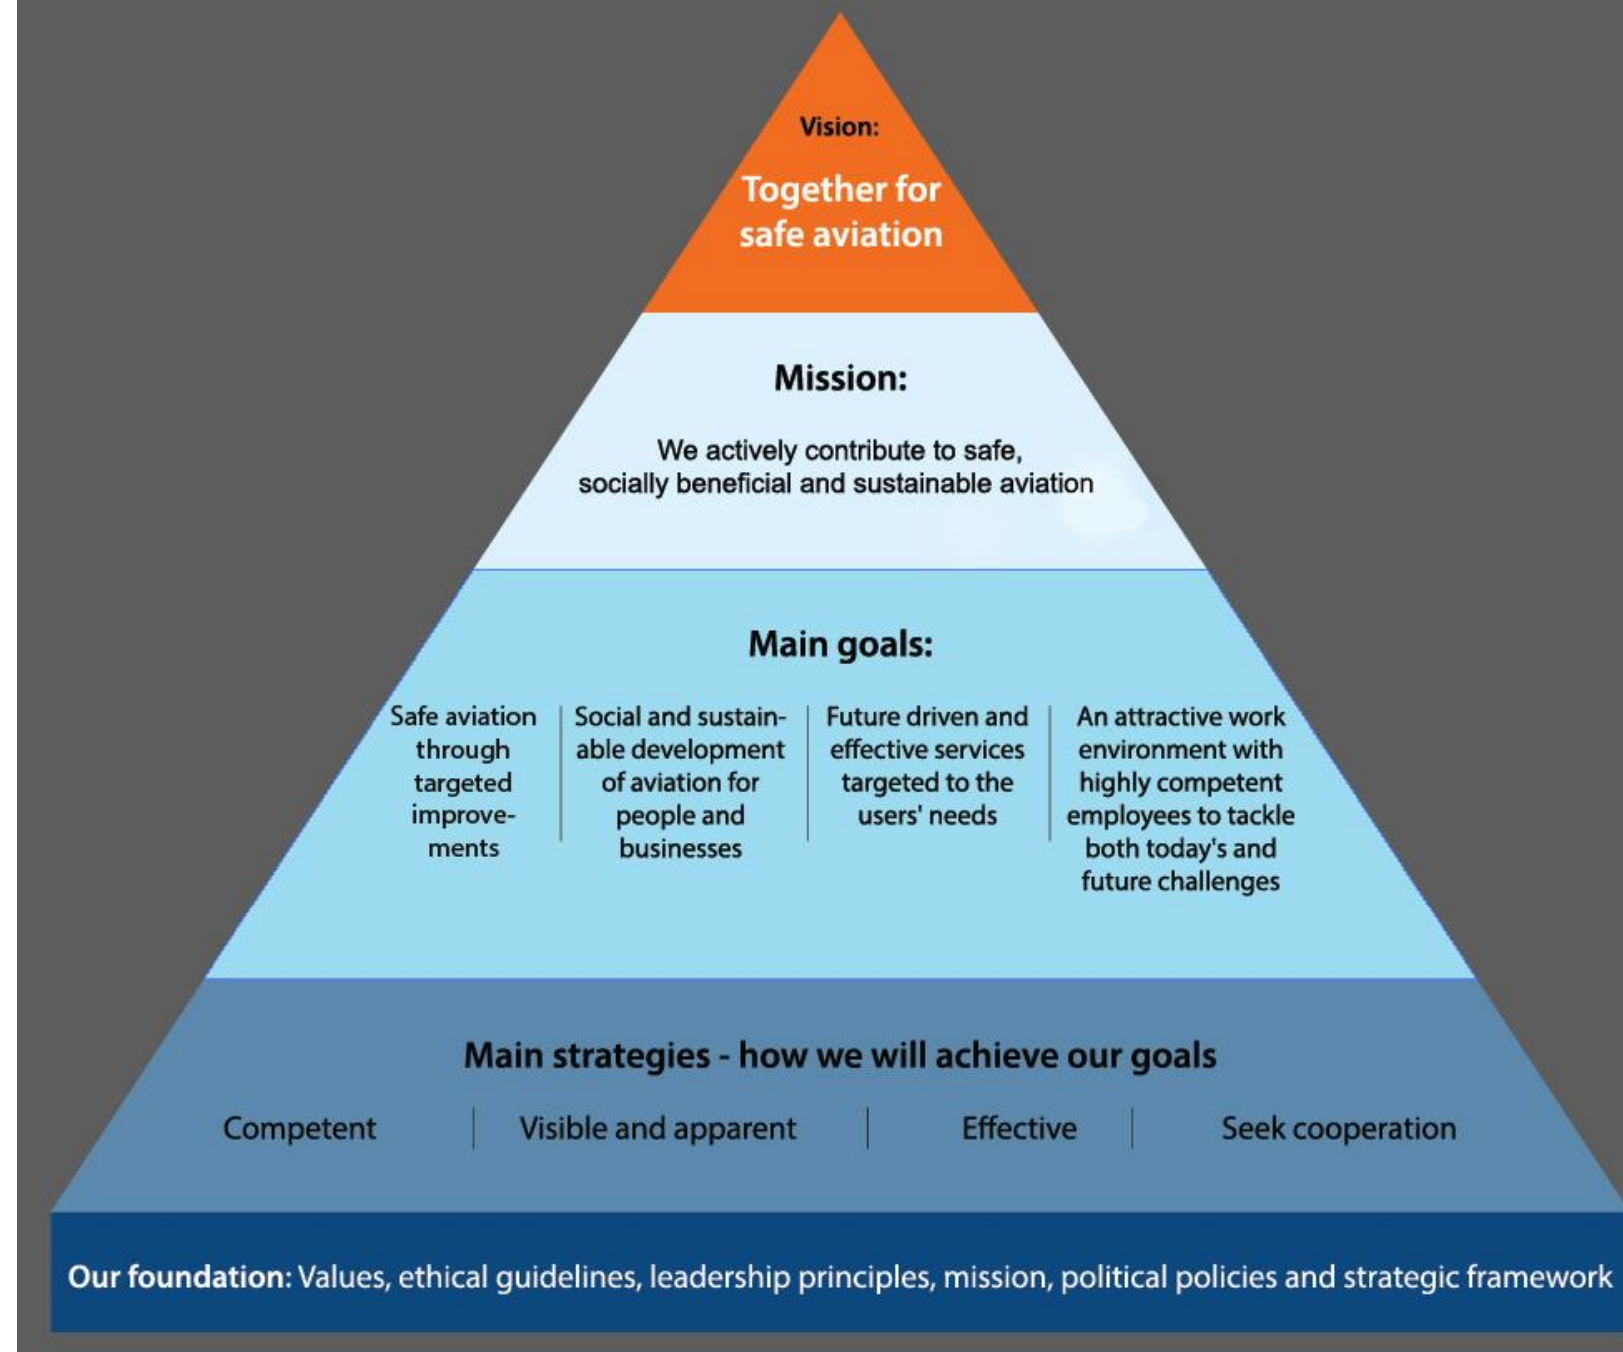 Vision:
Together for
safe aviation
Mission:
We actively contribute to safe,
socially beneficial and sustainable aviation
Main goals:
Safe aviation
through
targeted
improve-
ments
Social and sustain-
able development
of aviation for
people and
businesses
Future driven and
effective services
targeted to the
users' needs
An attractive work
environment with
highly competent
employees to tackle
both today's and
future challenges
Main strategies - how we will achieve our goals
Competent
Visible and apparent
Effective
Seek cooperation
Our foundation: Values, ethical guidelines, leadership principles, mission, political policies and strategic framework